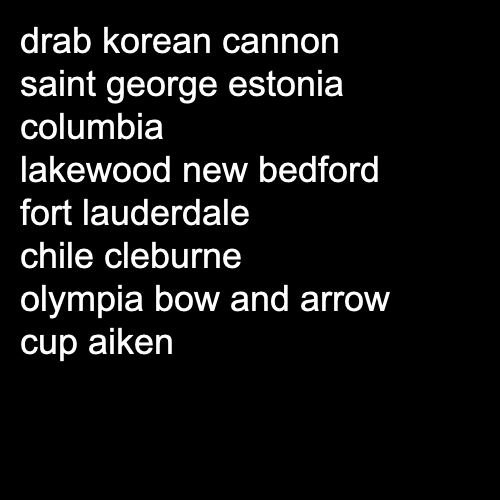 drab korean cannon
saint george estonia
columbia
lakewood new bedford
fort lauderdale
chile cleburne
olympia bow and arrow
cup aiken